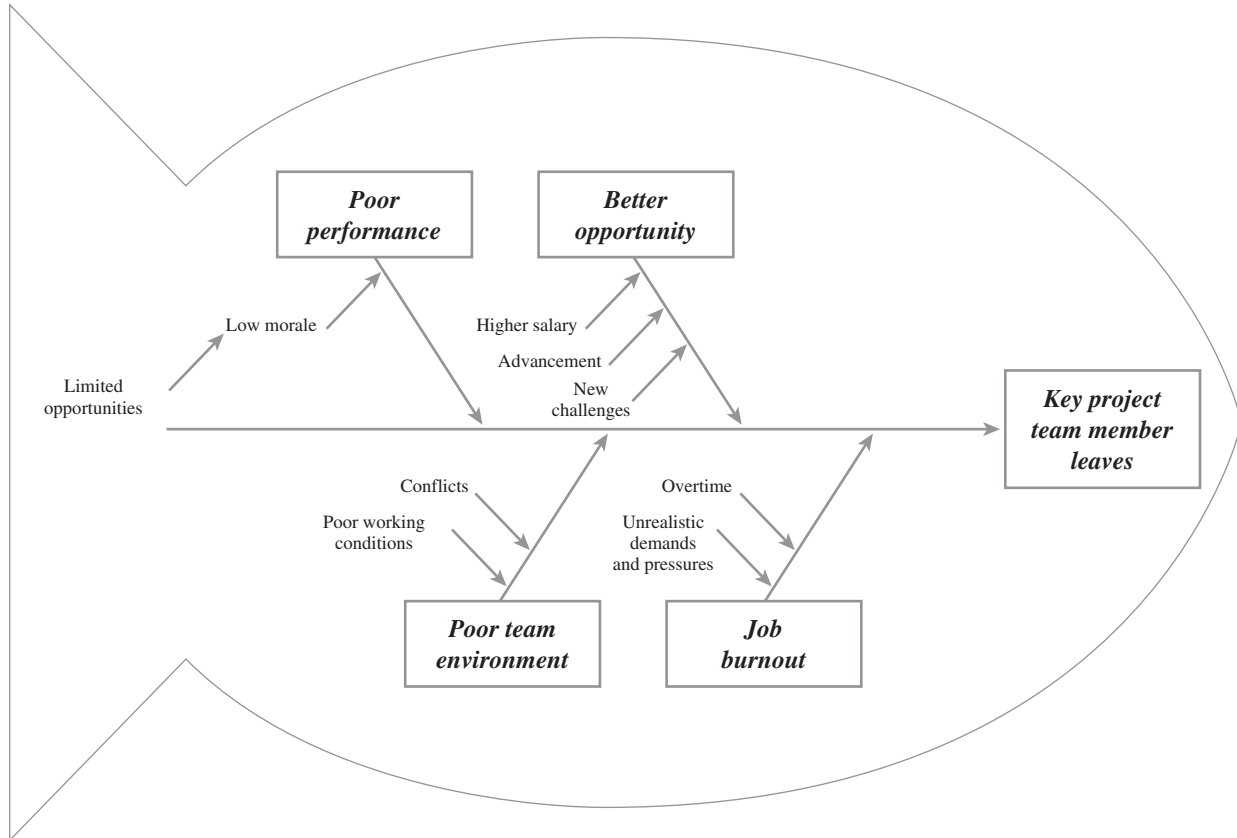 Poor
performance
Better
opportunity
Low morale
Limited
opportunities
Higher salary
Advancement
New
challenges
Key project
team member
leaves
Conflicts
Poor working
conditions
Overtime
Unrealistic
demands
and pressures
Poor team
environment
Job
burnout